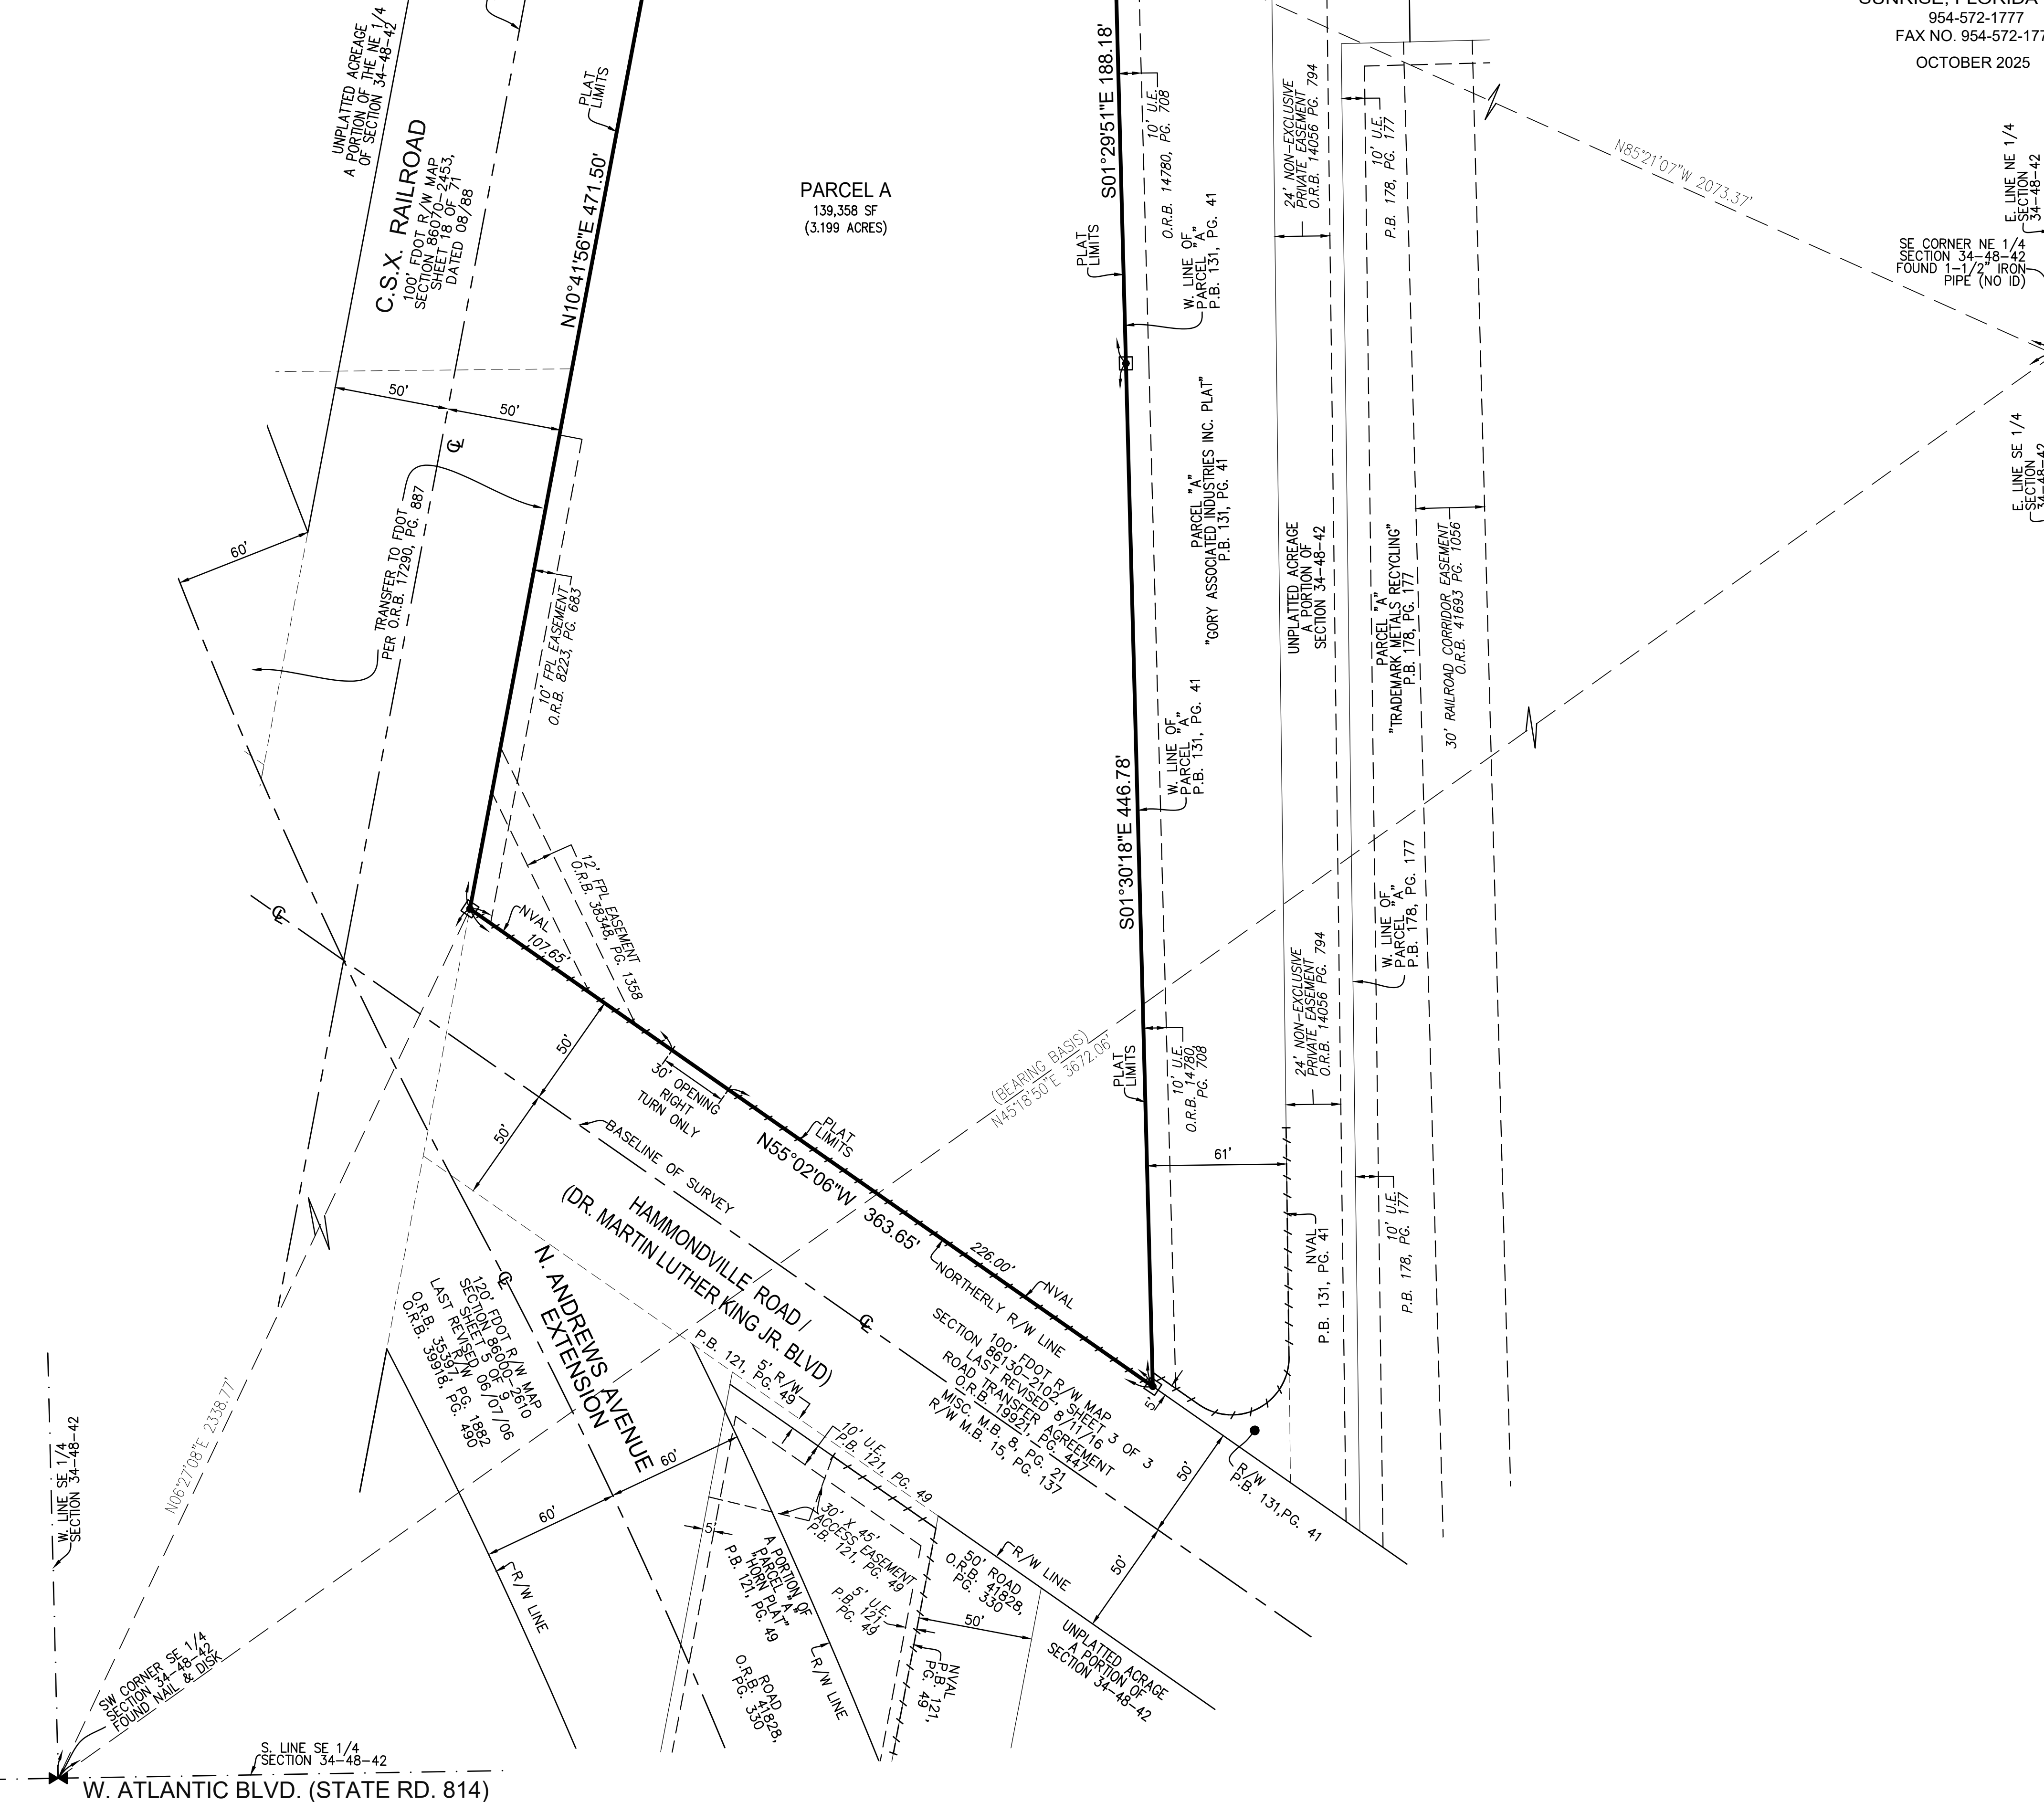 SUNRISE, FLORIDA
954-572-1777
FAX NO. 954-572-177
OCTOBER 2025
UNPLATTED ACREAGE
A PORTION OF THE NE 1/4
OF SECTION 34-48-42
C.S.X. RAILROAD
100' FDOT R/W MAP
SECTION 86070-2453,
SHEET 18 OF 71
DATED 08/88
PLAT
LIMITS
N10°41'56"E 471.50'
PARCEL A
139,358 SF
(3.199 ACRES)
S01°29'51"E 188.18'
PLAT
LIMITS
10' U.E.
O.R.B. 14780, PG. 708
W. LINE OF
PARCEL "A"
P.B. 131, PG. 41
24' NON-EXCLUSIVE
PRIVATE EASEMENT
O.R.B. 14056 PG. 794
10' U.E.
P.B. 178, PG. 177
N85°21'07"W 2073.37'
E. LINE NE 1/4
SECTION
34-48-42
SE CORNER NE 1/4
SECTION 34-48-42
FOUND 1-1/2" IRON
PIPE (NO ID)
E. LINE SE 1/4
SECTION
34-48-42
50'
50'
CL
60'
PER TRANSFER TO FDOT
O.R.B. 17290, PG. 887
10' FPL EASEMENT
O.R.B. 8223, PG. 683
PARCEL "A"
"GORY ASSOCIATED INDUSTRIES INC. PLAT"
P.B. 131, PG. 41
UNPLATTED ACREAGE
A PORTION OF
SECTION 34-48-42
PARCEL "A"
"TRADEMARK METALS RECYCLING"
P.B. 178, PG. 177
30' RAILROAD CORRIDOR EASEMENT
O.R.B. 41693 PG. 1056
W. LINE OF
PARCEL "A"
P.B. 131, PG. 41
S01°30'18"E 446.78'
12' FPL EASEMENT
O.R.B. 38348, PG. 1358
CL
NVAL
107.65'
W. LINE OF
PARCEL "A"
P.B. 178, PG. 177
24' NON-EXCLUSIVE
PRIVATE EASEMENT
O.R.B. 14056 PG. 794
50'
50'
30' OPENING
RIGHT
TURN ONLY
(BEARING BASIS)
N45°18'50"E 3672.06'
PLAT
LIMITS
10' U.E.
O.R.B. 14780,
PG. 708
BASELINE OF SURVEY
PLAT
LIMITS
N55°02'06"W 363.65'
61'
NVAL
P.B. 131, PG. 41
10' U.E.
P.B. 178, PG. 177
HAMMONDVILLE ROAD /
(DR. MARTIN LUTHER KING JR. BLVD)
226.00'
NORTHERLY R/W LINE
NVAL
N. ANDREWS AVENUE
EXTENSION
CL
120' FDOT R/W MAP
SECTION 86000-2610
SHEET 5 OF 9
LAST REVISED 06/07/06
R/W
O.R.B. 35397, PG. 1882
O.R.B. 39918, PG. 490
CL
100' FDOT R/W MAP
SECTION 86130-2102, SHEET 3 OF 3
LAST REVISED 8/11/16
ROAD TRANSFER AGREEMENT
O.R.B. 19921, PG. 447
MISC. M.B. 8, PG. 21
R/W M.B. 15, PG. 137
5'
5' R/W
P.B. 121, PG. 49
10' U.E.
P.B. 121, PG. 49
N06°27'08"E 2338.77'
W. LINE SE 1/4
SECTION 34-48-42
60'
60'
R/W
P.B. 131,PG. 41
50'
50'
30' X 45'
ACCESS EASEMENT
P.B. 121, PG. 49
5'
A PORTION OF
PARCEL "A"
"HORN PLAT"
P.B. 121, PG. 49
5' U.E.
P.B. 121,
PG. 49
R/W LINE
50' ROAD
O.R.B. 41828,
PG. 330
50'
R/W LINE
R/W LINE
ROAD
O.R.B. 41828,
PG. 330
NVAL
P.B. 121,
PG. 49
UNPLATTED ACRAGE
A PORTION OF
SECTION 34-48-42
SW CORNER SE 1/4
SECTION 34-48-42
FOUND NAIL & DISK
S. LINE SE 1/4
SECTION 34-48-42
W. ATLANTIC BLVD. (STATE RD. 814)